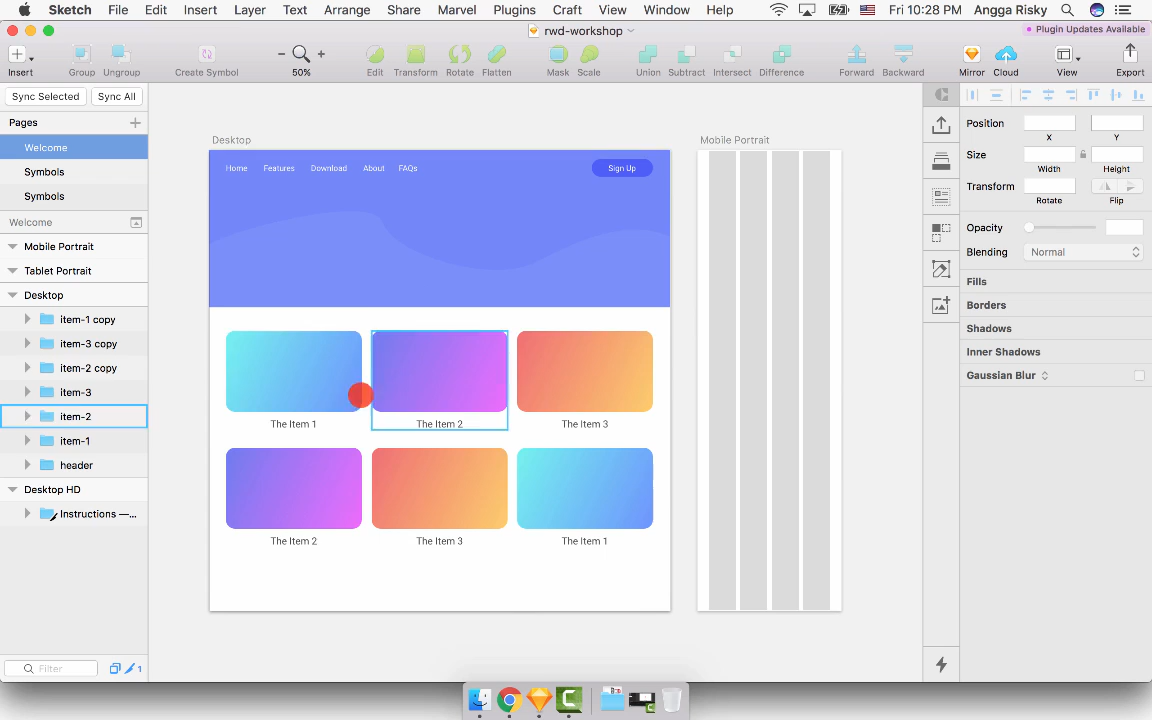 Sketch File Edit Insert Layer Text Arrange Share Marvel Plugins Craft View Window Help Fri 10:28 PM Angga Risky
rwd-workshop
Plugin Updates Available
Insert Group Ungroup Create Symbol 50% Edit Transform Rotate Flatten Mask Scale Union Subtract Intersect Difference Forward Backward Mirror Cloud View Export
Sync Selected Sync All
Pages
Welcome
Symbols
Symbols
Welcome
Mobile Portrait
Tablet Portrait
Desktop
item-1 copy
item-3 copy
item-2 copy
item-3
item-2
item-1
header
Desktop HD
Instructions —...
Filter
1
Desktop
Home Features Download About FAQs Sign Up
The Item 1 The Item 2 The Item 3
The Item 2 The Item 3 The Item 1
Mobile Portrait
Position
X Y
Size
Width Height
Transform
Rotate Flip
Opacity
Blending Normal
Fills
Borders
Shadows
Inner Shadows
Gaussian Blur